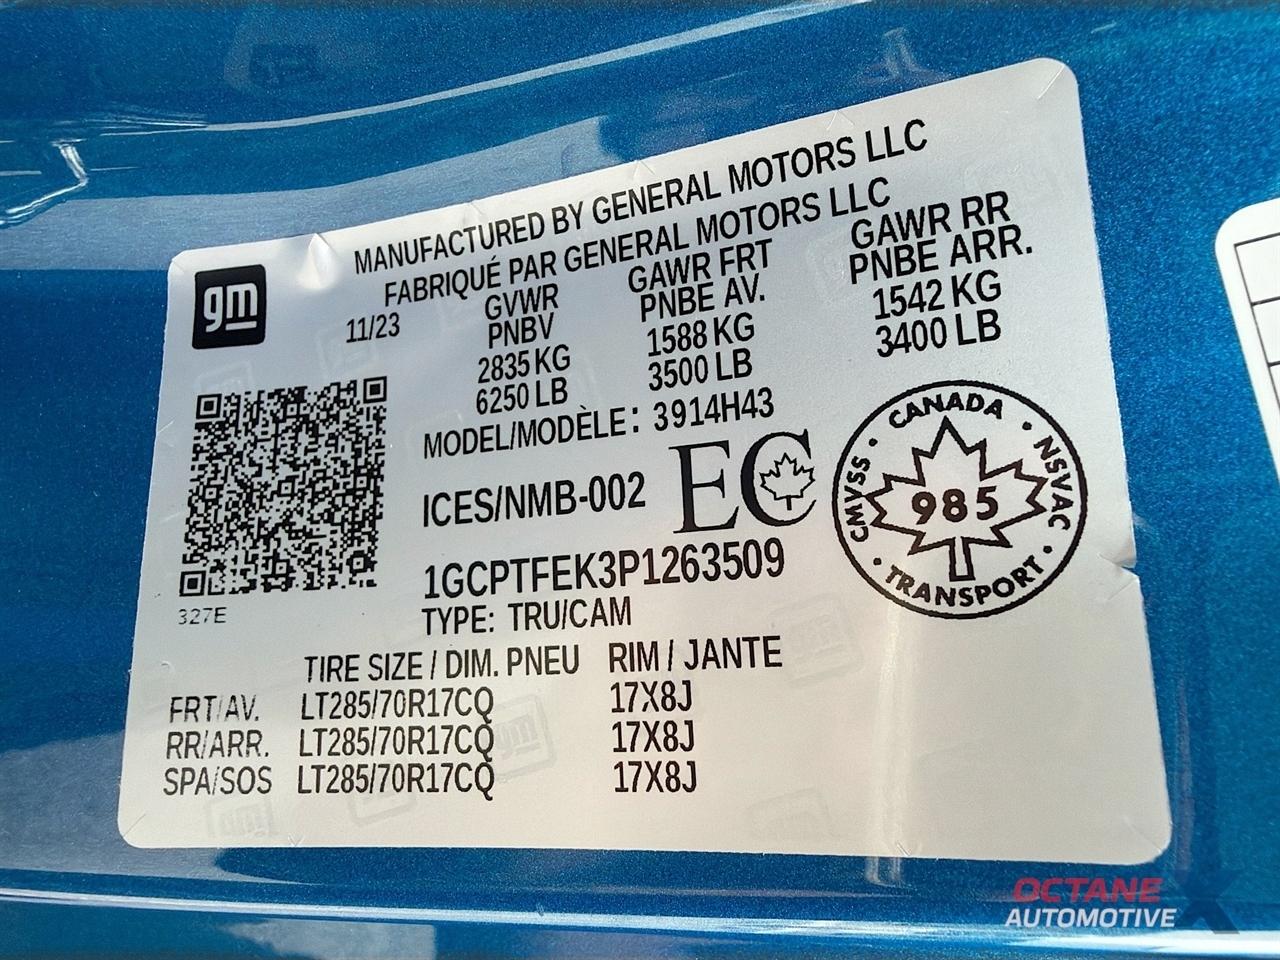 MANUFACTURED BY GENERAL MOTORS LLC
FABRIQUÉ PAR GENERAL MOTORS LLC
gm
11/23
GVWR
PNBV
2835 KG
6250 LB
GAWR FRT
PNBE AV.
1588 KG
3500 LB
GAWR RR
PNBE ARR.
1542 KG
3400 LB
MODEL/MODÈLE: 3914H43
ICES/NMB-002
EC
1GCPTFEK3P1263509
TYPE: TRU/CAM
327E
CANADA
CMVSS · NSVAC
985
TRANSPORT
TIRE SIZE / DIM. PNEU RIM / JANTE
FRT/AV. LT285/70R17CQ 17X8J
RR/ARR. LT285/70R17CQ 17X8J
SPA/SOS LT285/70R17CQ 17X8J
OCTANE
AUTOMOTIVE
X